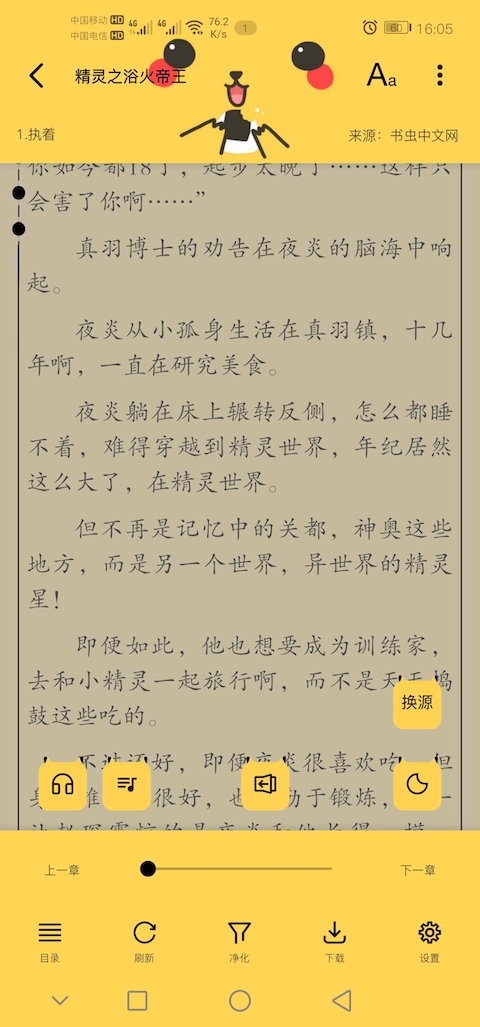 中国移动 HD 4G 4G 76.2
中国电信 HD K/s 1 60 16:05
精灵之浴火帝王 Aa
1.执着 来源：书虫中文网
你如今都18了，起步太晚了……这样只
会害了你啊……”
真羽博士的劝告在夜炎的脑海中响
起。
夜炎从小孤身生活在真羽镇，十几
年啊，一直在研究美食。
夜炎躺在床上辗转反侧，怎么都睡
不着，难得穿越到精灵世界，年纪居然
这么大了，在精灵世界。
但不再是记忆中的关都，神奥这些
地方，而是另一个世界，异世界的精灵
星！
即便如此，他也想要成为训练家，
去和小精灵一起旅行啊，而不是天天捣
鼓这些吃的。
换源
不过还好，即便夜炎很喜欢吃，但
很好，也 于锻炼，
上一章 下一章
目录 刷新 净化 下载 设置